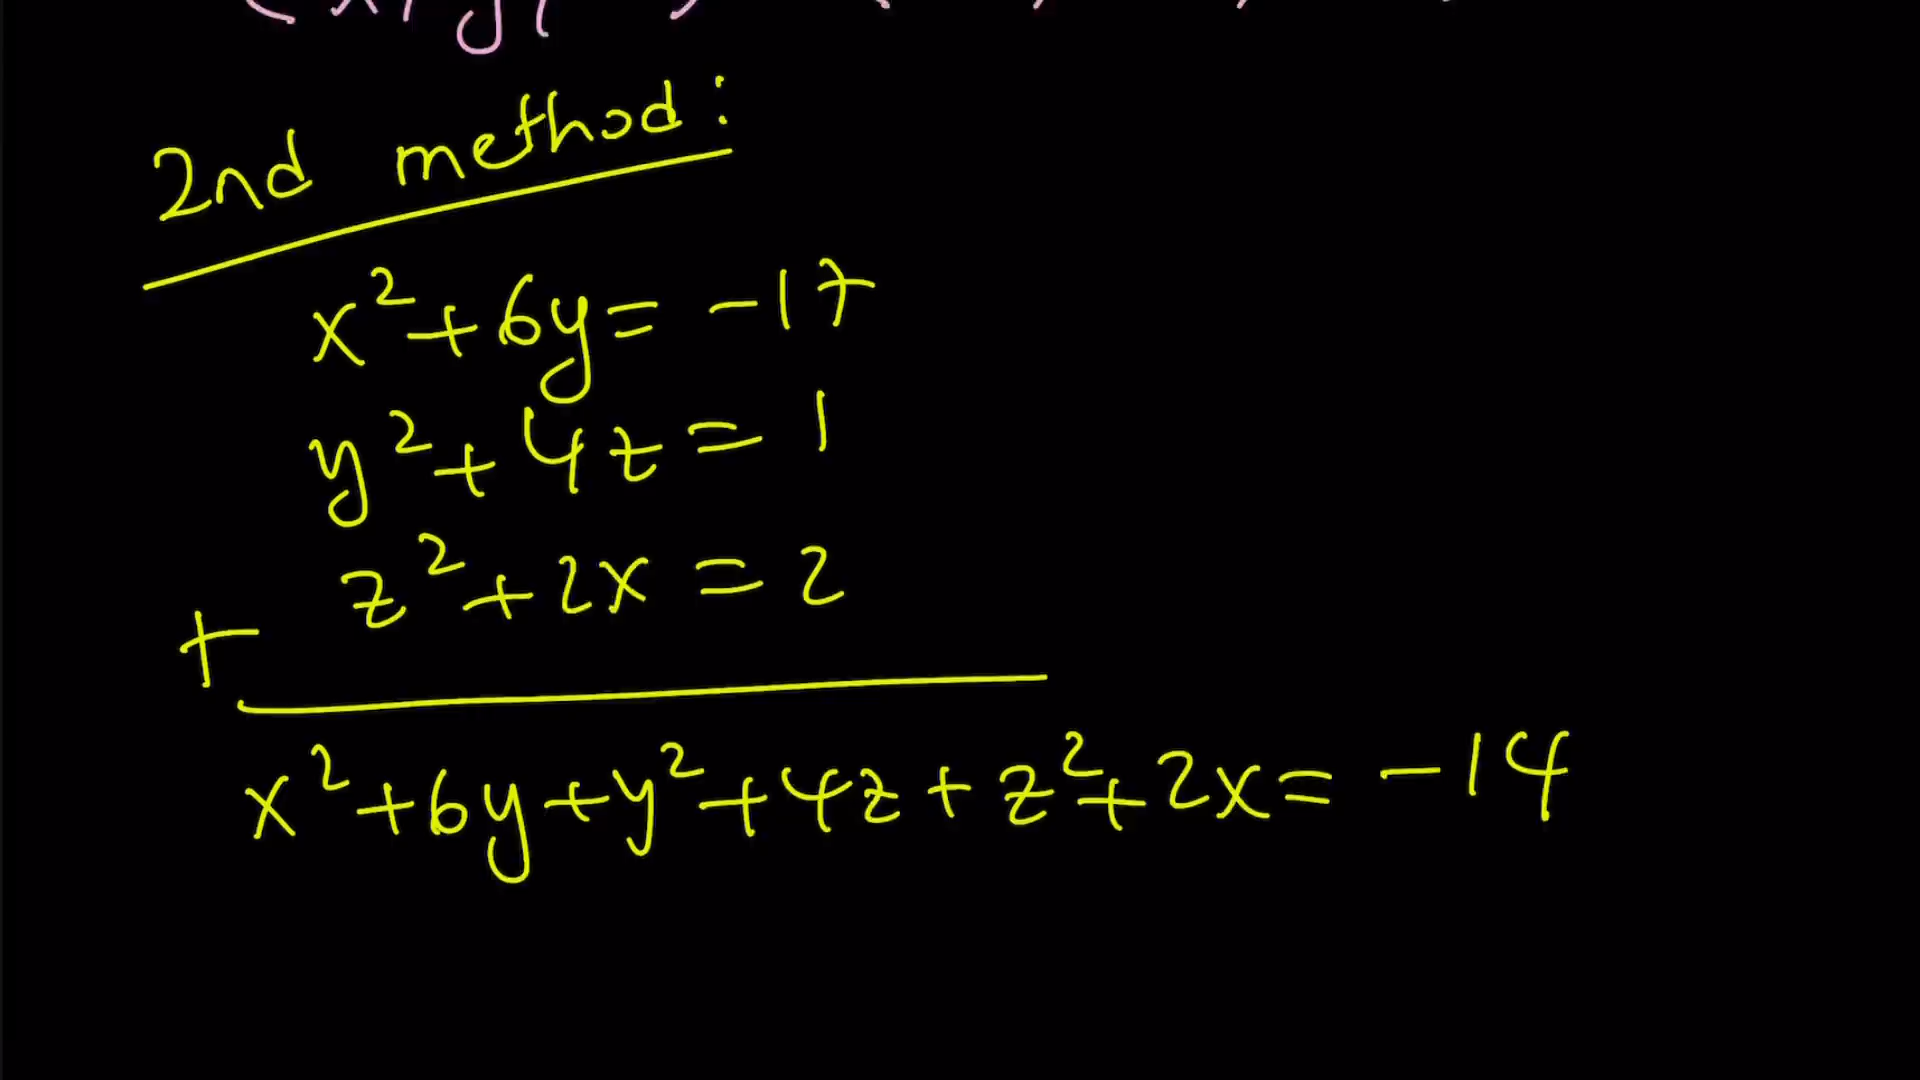 2nd method:
x²+6y=-17
y²+4z=1
z²+2x=2
+
x²+6y+y²+4z+z²+2x=-14